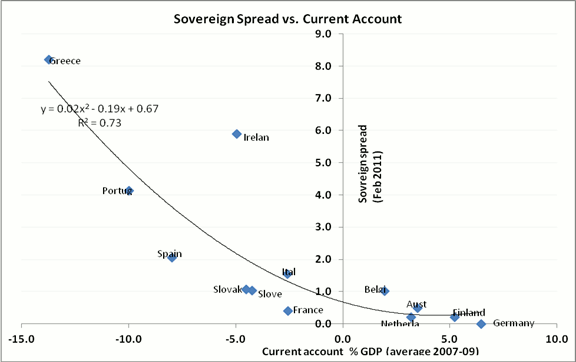 Sovereign Spread vs. Current Account
9.0
8.0
7.0
6.0
5.0
4.0
3.0
2.0
1.0
0.0
Greece
y = 0.02x² - 0.19x + 0.67
R² = 0.73
Irelan
Portug
Spain
Slovak
Slove
Ital
France
Belgi
Aust
Netherla
Finland
Germany
Sovreign spread
(Feb 2011)
-15.0 -10.0 -5.0 0.0 5.0 10.0
Current account % GDP (average 2007-09)